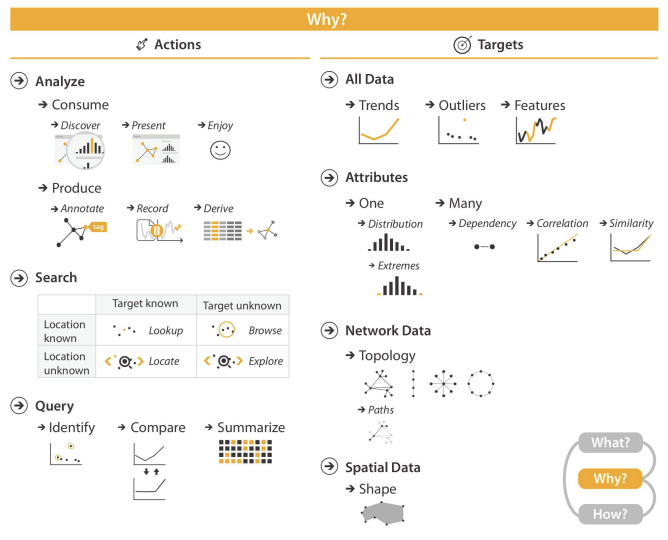 Why?
Actions
Analyze
Consume
Discover
Present
Enjoy
Produce
Annotate
Record
Derive
tag
Search
Target known
Target unknown
Location known
Lookup
Browse
Location unknown
Locate
Explore
Query
Identify
Compare
Summarize
Targets
All Data
Trends
Outliers
Features
Attributes
One
Many
Distribution
Dependency
Correlation
Similarity
Extremes
Network Data
Topology
Paths
Spatial Data
Shape
What?
Why?
How?